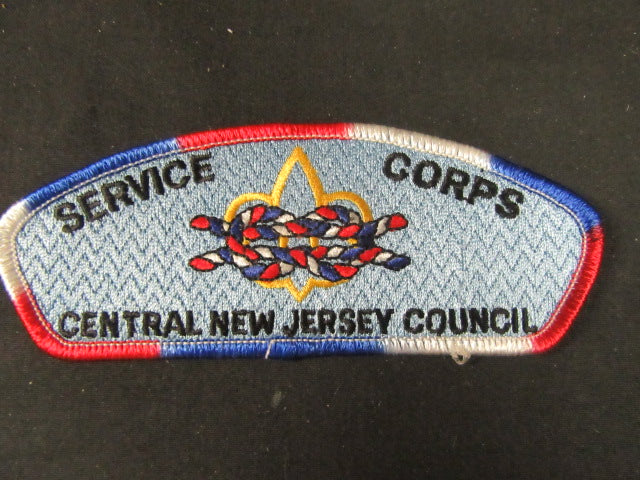 SERVICE CORPS
CENTRAL NEW JERSEY COUNCIL